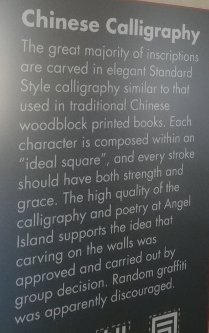 Chinese Calligraphy
The great majority of inscriptions
are carved in elegant Standard
Style calligraphy similar to that
used in traditional Chinese
woodblock printed books. Each
character is composed within an
"ideal square", and every stroke
should have both strength and
grace. The high quality of the
calligraphy and poetry at Angel
Island supports the idea that
carving on the walls was
approved and carried out by
group decision. Random graffiti
was apparently discouraged.